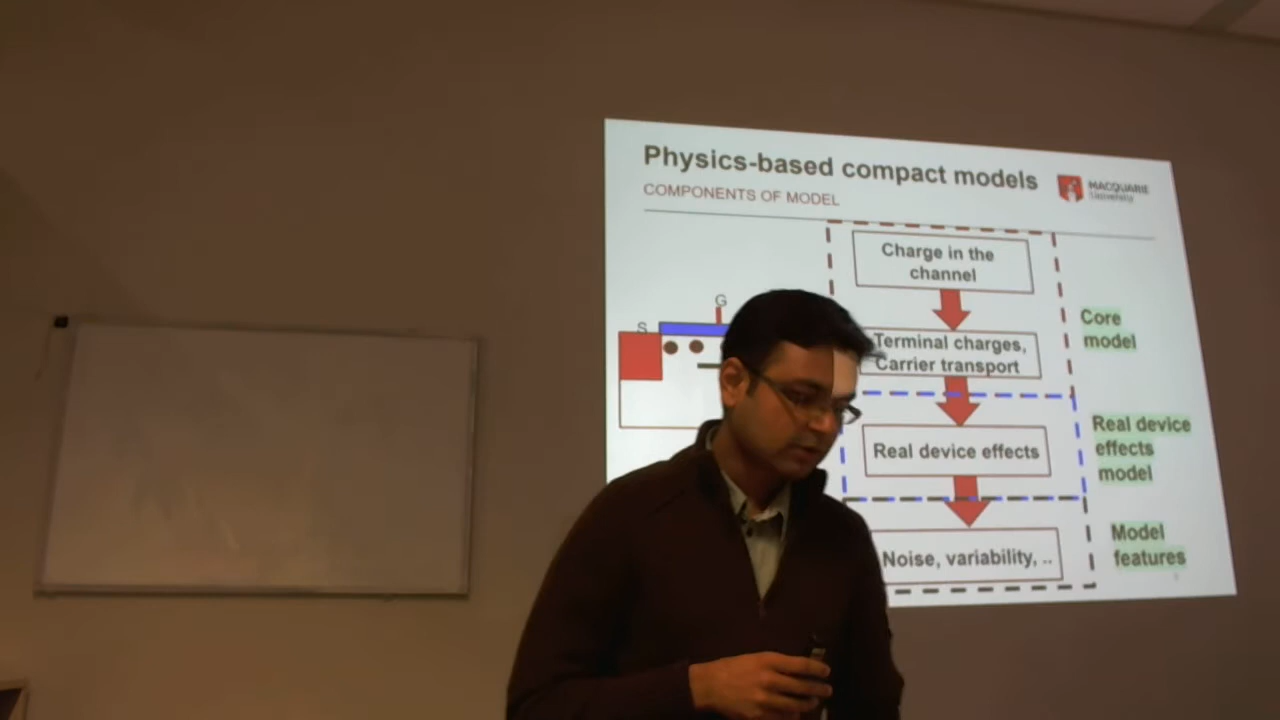 Physics-based compact models
MACQUARIE
University
COMPONENTS OF MODEL
Charge in the
channel
G
S
Core
model
Terminal charges,
Carrier transport
Real device
effects
model
Real device effects
Model
features
Noise, variability, ..